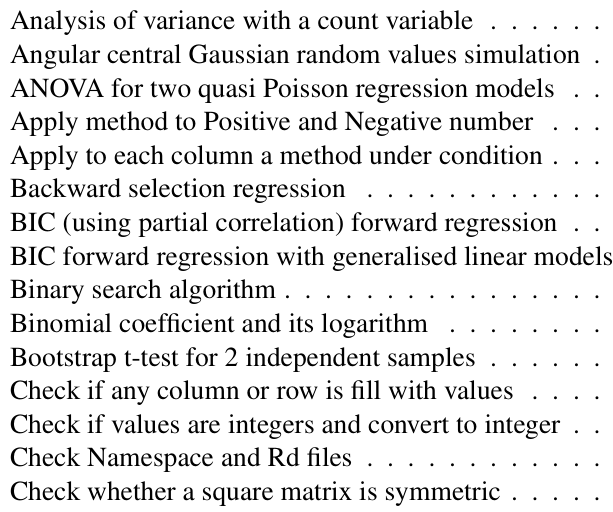 Analysis of variance with a count variable . . . . . .
Angular central Gaussian random values simulation .
ANOVA for two quasi Poisson regression models . .
Apply method to Positive and Negative number . . .
Apply to each column a method under condition . . .
Backward selection regression . . . . . . . . . . . .
BIC (using partial correlation) forward regression . .
BIC forward regression with generalised linear models
Binary search algorithm . . . . . . . . . . . . . . . .
Binomial coefficient and its logarithm . . . . . . . .
Bootstrap t-test for 2 independent samples . . . . . .
Check if any column or row is fill with values . . . .
Check if values are integers and convert to integer . .
Check Namespace and Rd files . . . . . . . . . . . .
Check whether a square matrix is symmetric . . . . .